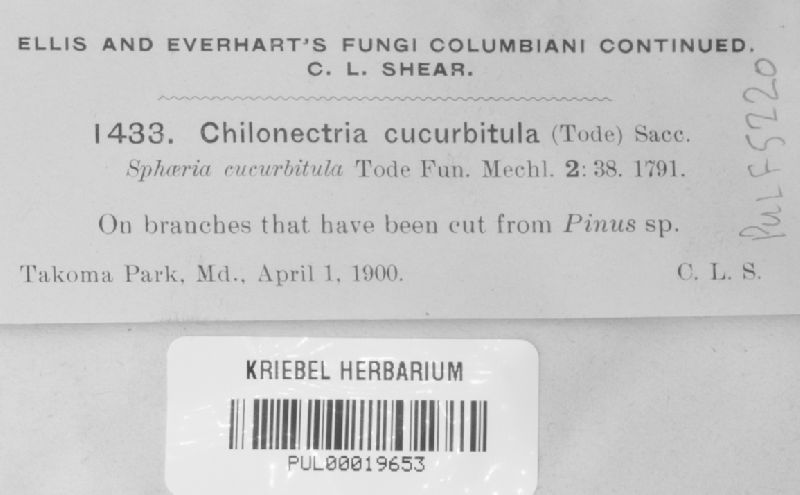 ELLIS AND EVERHART'S FUNGI COLUMBIANI CONTINUED.
C. L. SHEAR.
1433. Chilonectria cucurbitula (Tode) Sacc.
Sphæria cucurbitula Tode Fun. Mechl. 2: 38. 1791.
On branches that have been cut from Pinus sp.
Takoma Park, Md., April 1, 1900.
C. L. S.
PUL F5220
KRIEBEL HERBARIUM
PUL00019653